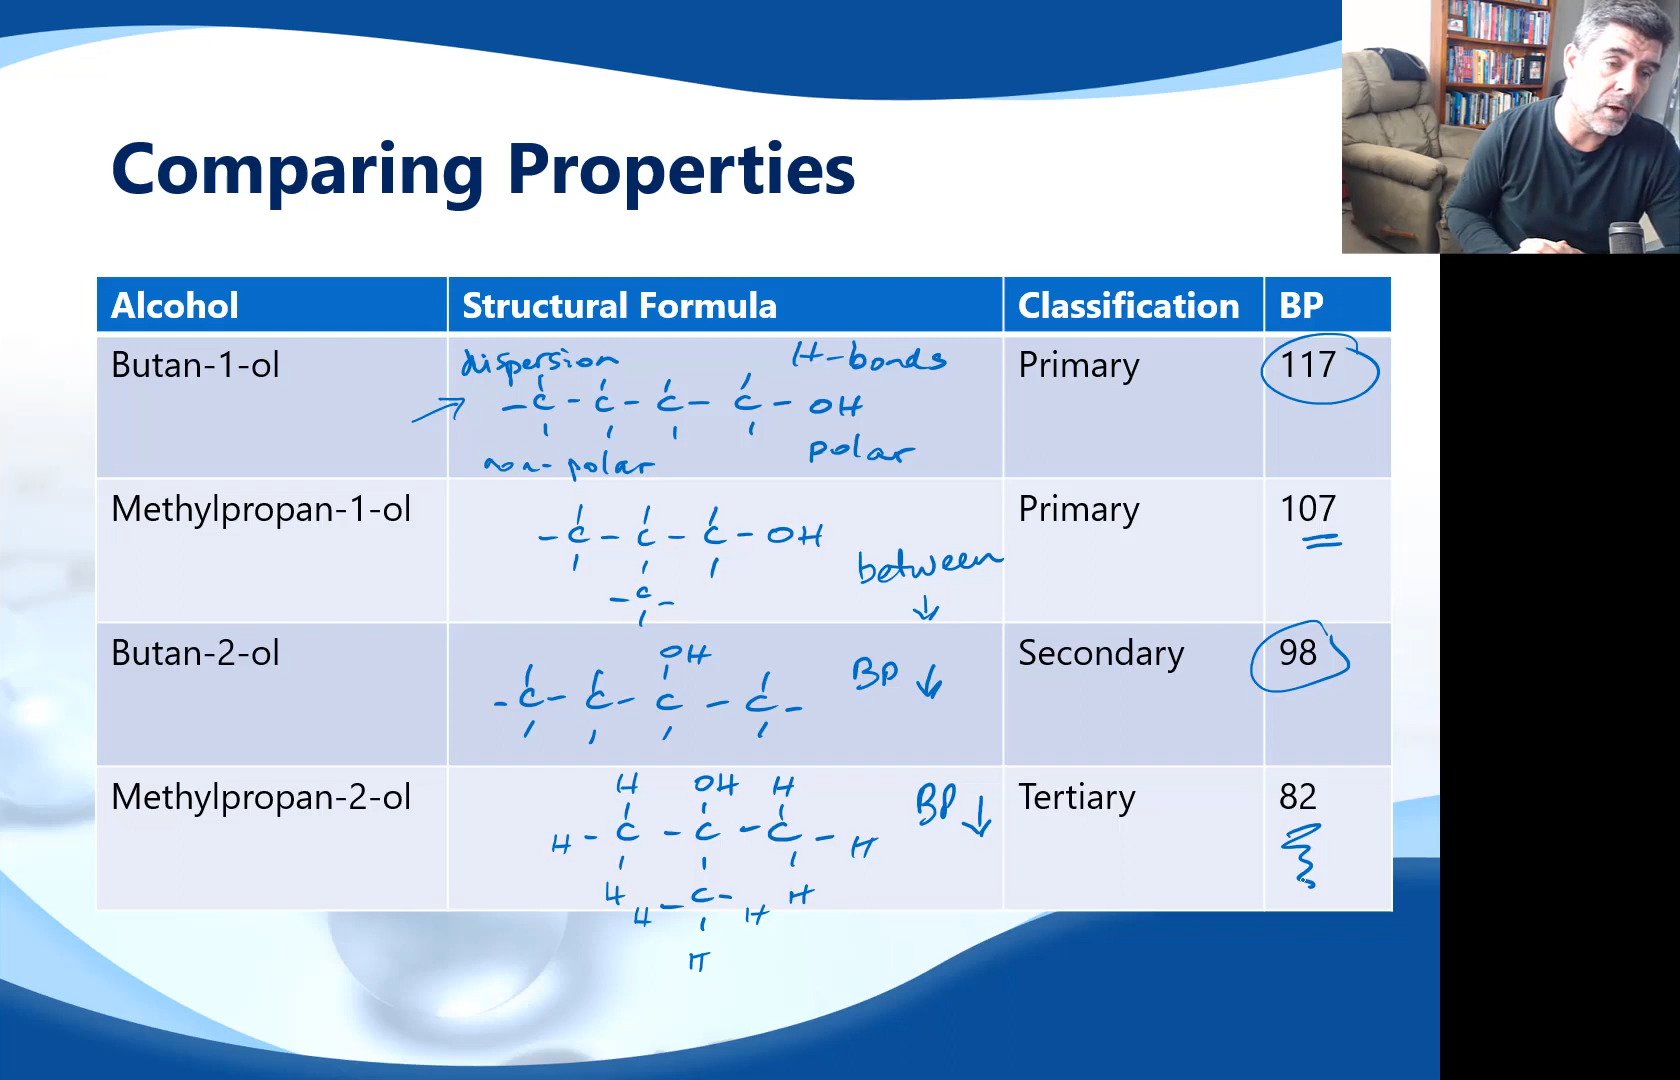 Comparing Properties
Alcohol Structural Formula Classification BP
Butan-1-ol Primary 117
dispersion H-bonds
- C - C - C - C - OH
non-polar polar
Methylpropan-1-ol Primary 107
- C - C - C - OH
between
- C -
Butan-2-ol Secondary 98
OH
BP ↓
- C - C - C - C -
Methylpropan-2-ol Tertiary 82
H OH H
BP ↓
H - C - C - C - H
H H
H - C - H
H